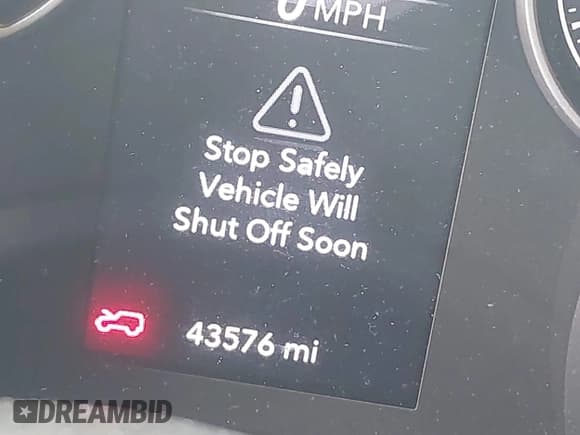 0 MPH
Stop Safely
Vehicle Will
Shut Off Soon
43576 mi
DREAMBID